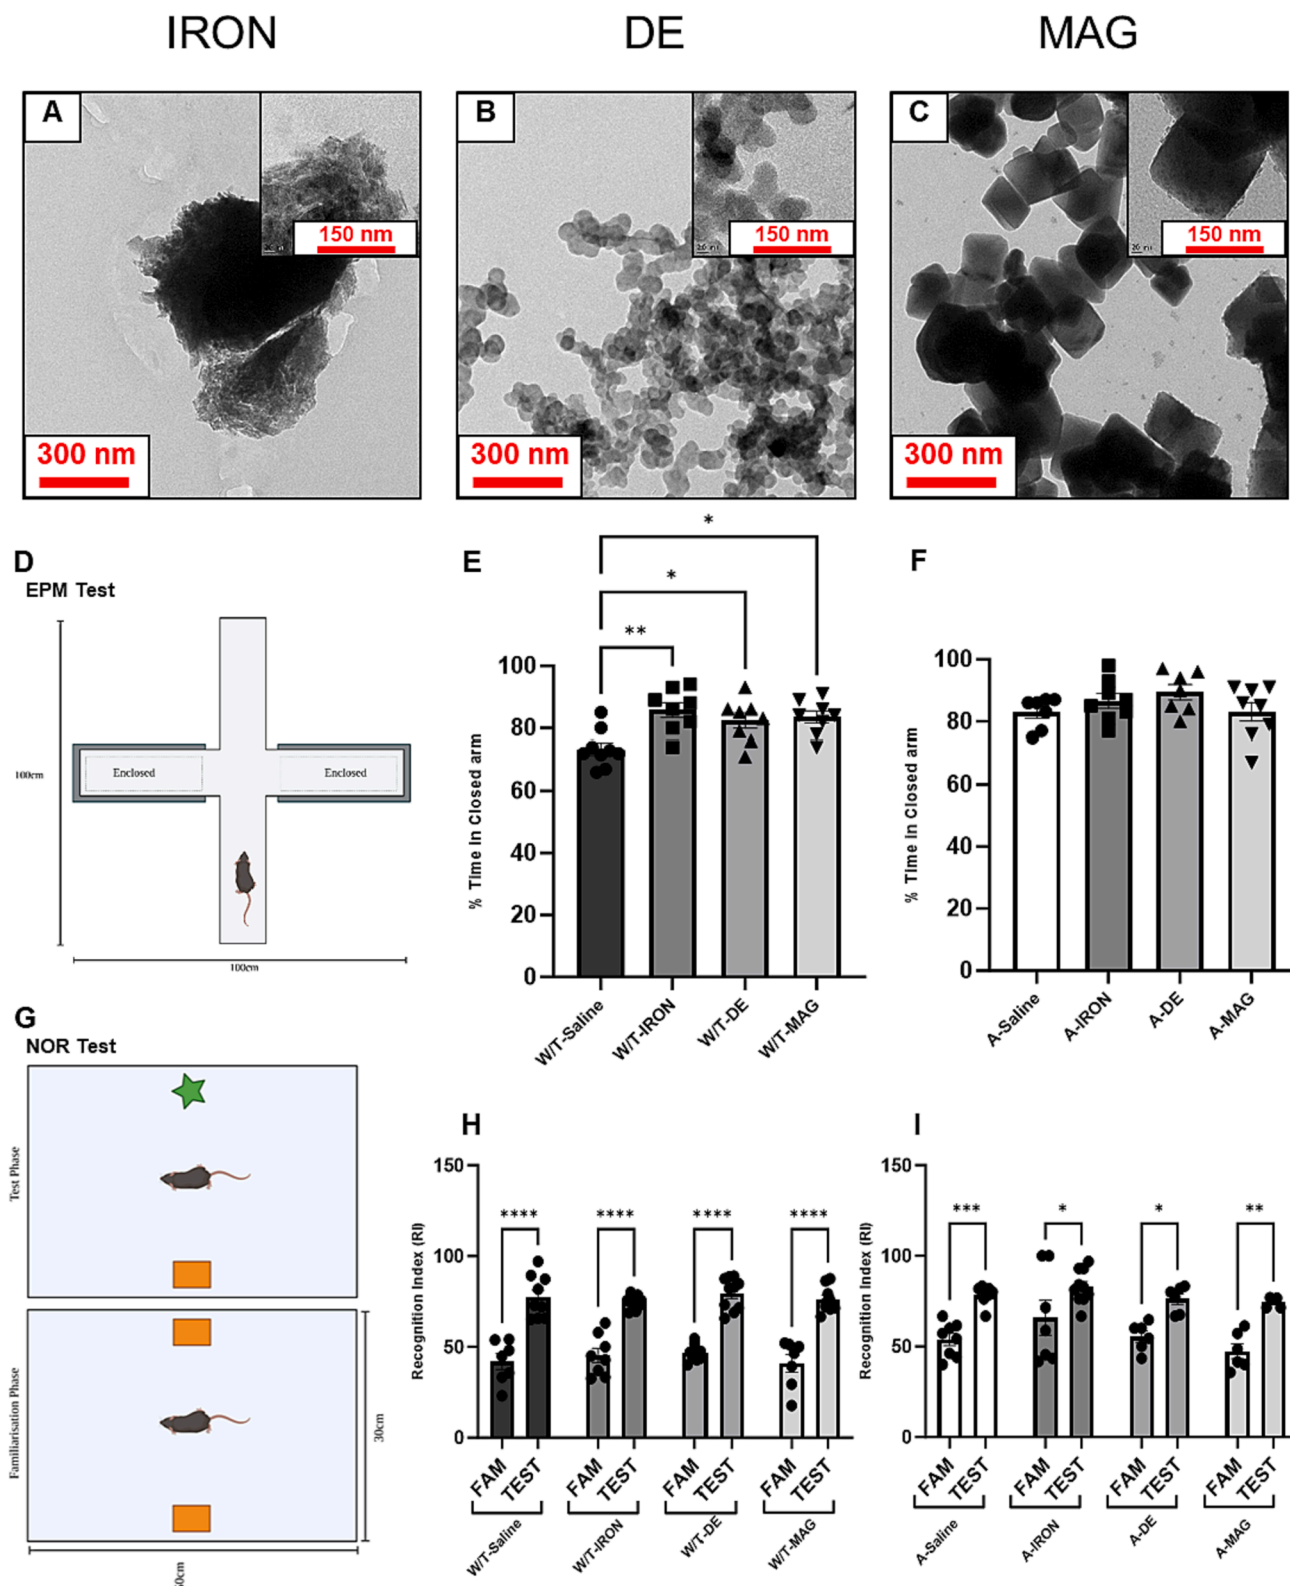 IRON DE MAG
A B C
150 nm 150 nm 150 nm
300 nm 300 nm 300 nm
D
EPM Test
100cm
Enclosed Enclosed
100cm
E
*
*
**
100
80
60
40
20
0
% Time In Closed arm
W/T-Saline W/T-IRON W/T-DE W/T-MAG
F
100
80
60
40
20
0
% Time In Closed arm
A-Saline A-IRON A-DE A-MAG
G
NOR Test
Test Phase
Familiarisation Phase
30cm
H
150
100
50
0
Recognition Index (RI)
**** **** **** ****
FAM TEST FAM TEST FAM TEST FAM TEST
W/T-Saline W/T-IRON W/T-DE W/T-MAG
I
150
100
50
0
Recognition Index (RI)
*** * * **
FAM TEST FAM TEST FAM TEST FAM TEST
A-Saline A-IRON A-DE A-MAG